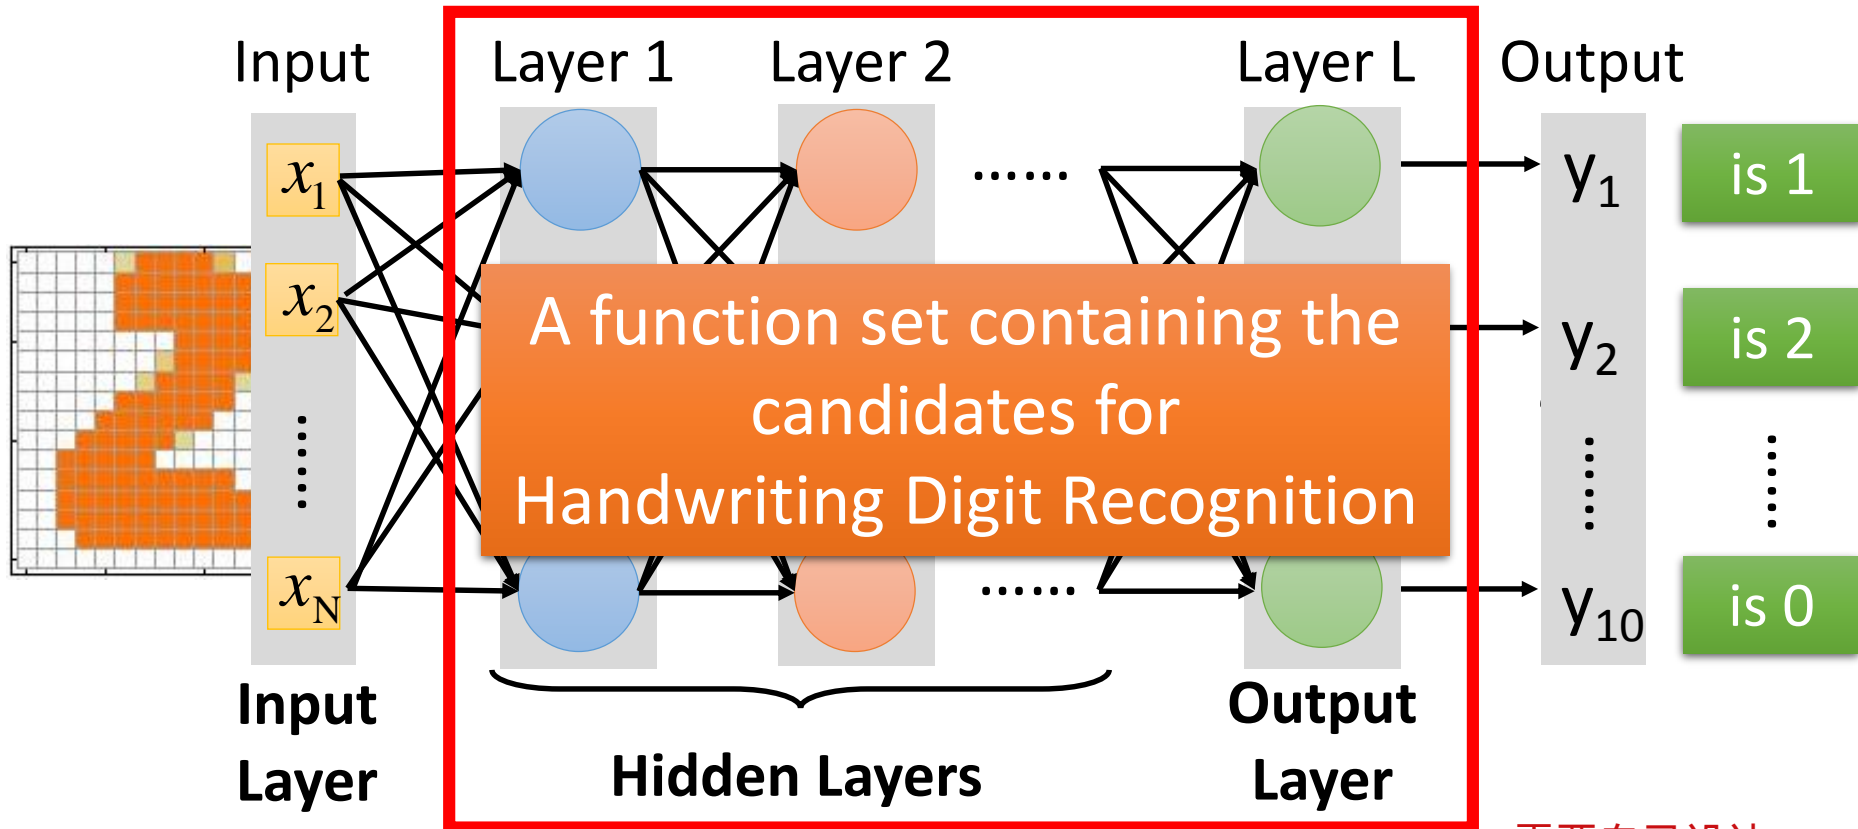 Input Layer 1 Layer 2 Layer L Output
x1 …… y1 is 1
x2 y2 is 2
A function set containing the
candidates for
Handwriting Digit Recognition
…… …… ……
xN …… y10 is 0
Input
Layer
Hidden Layers
Output
Layer